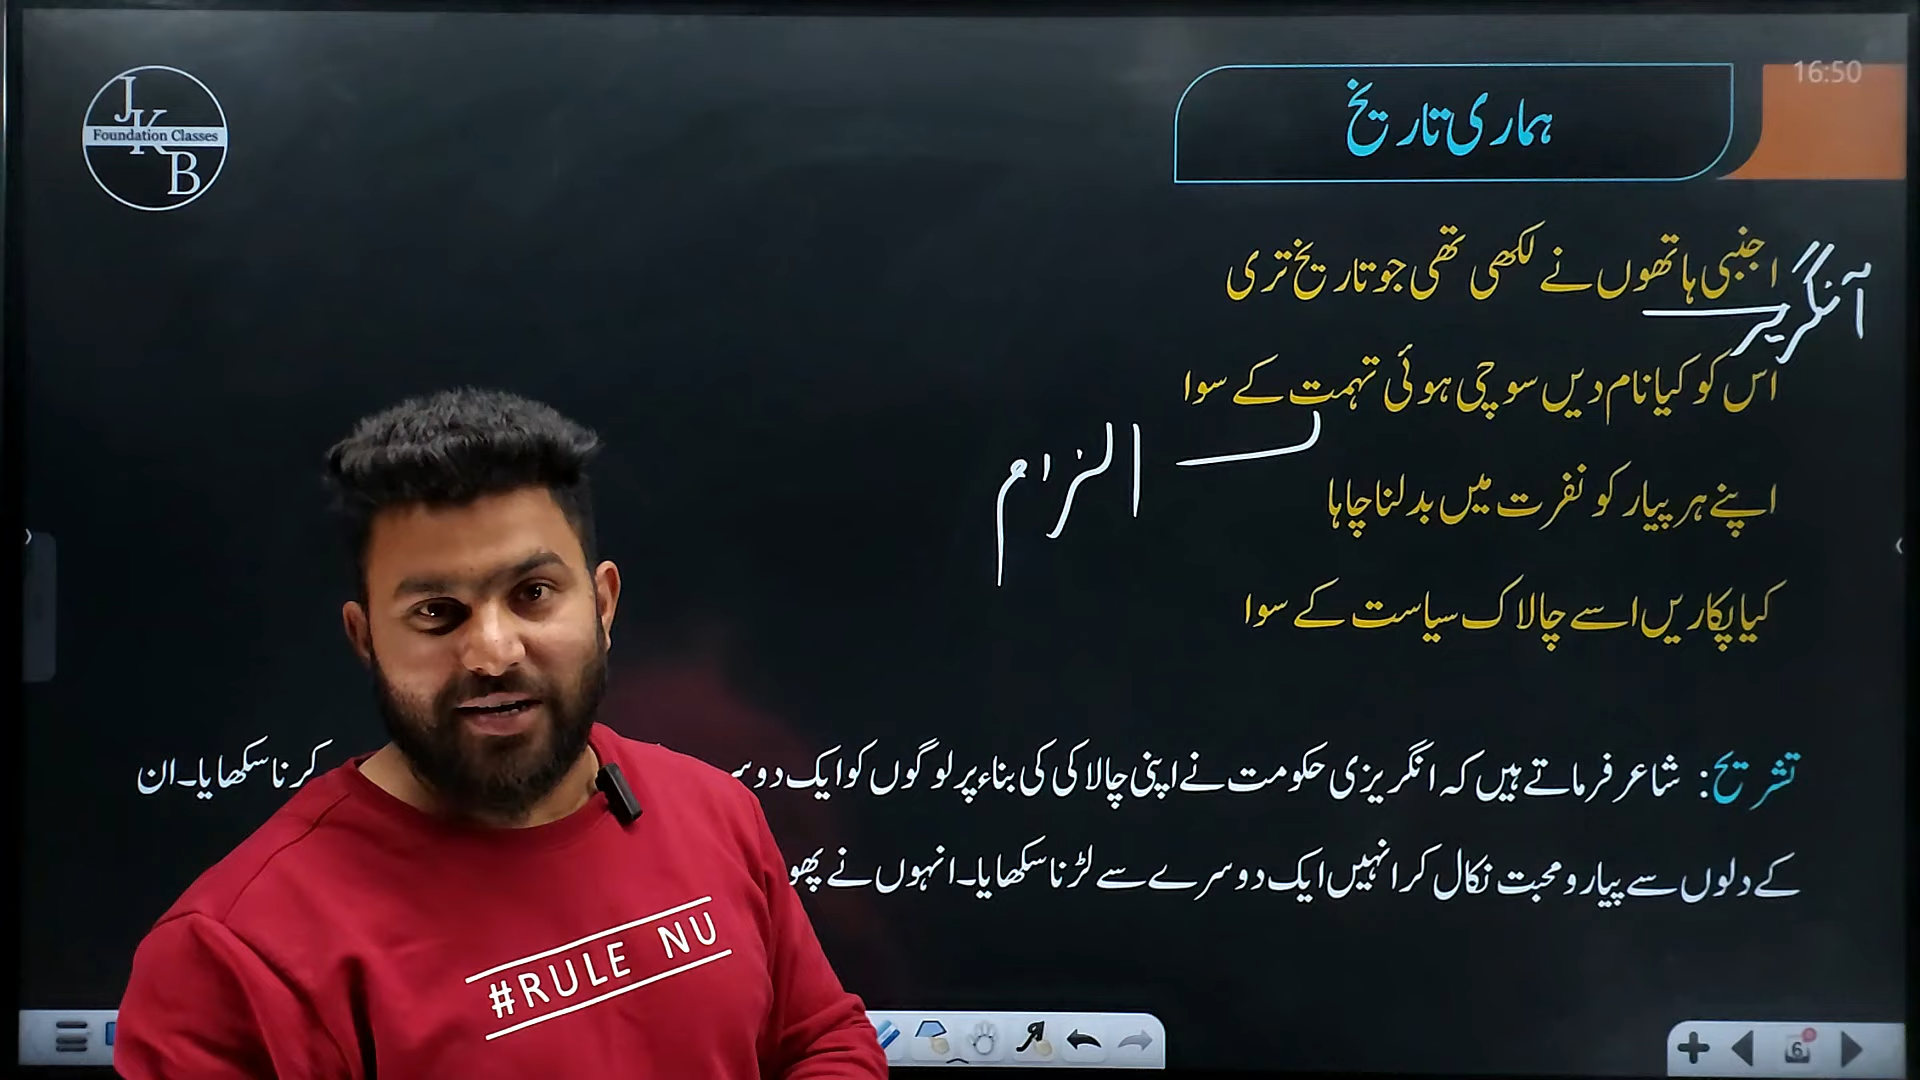 16:50
J
K
Foundation Classes
B
ہماری تاریخ
اجنبی ہاتھوں نے لکھی تھی جو تاریخ تری
انگریز
اس کو کیا نام دیں سوچی ہوئی تہمت کے سوا
الزام
اپنے ہر پیار کو نفرت میں بدلنا چاہا
کیا پکاریں اسے چالاک سیاست کے سوا
تشریح: شاعر فرماتے ہیں کہ انگریزی حکومت نے اپنی چالاکی کی بناء پر لوگوں کو ایک کرنا سکھایا۔ ان
کے دلوں سے پیار و محبت نکال کر انہیں ایک دوسرے سے لڑنا سکھایا۔ انہوں نے
#RULE NU
6